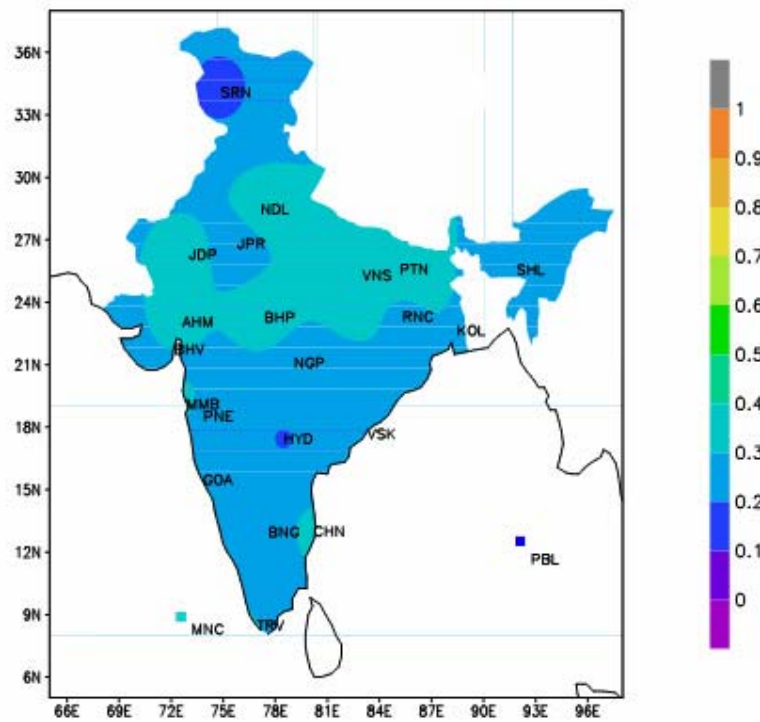 36N
33N
30N
27N
24N
21N
18N
15N
12N
9N
6N
66E 69E 72E 75E 78E 81E 84E 87E 90E 93E 96E
SRN
NDL
JPR
JDP
VNS PTN
SHL
AHM BHP RNC
KOL
BHV
NGP
MMB
PNE
HYD VSK
GOA
BNG CHN
PBL
MNC TRV
1
0.9
0.8
0.7
0.6
0.5
0.4
0.3
0.2
0.1
0